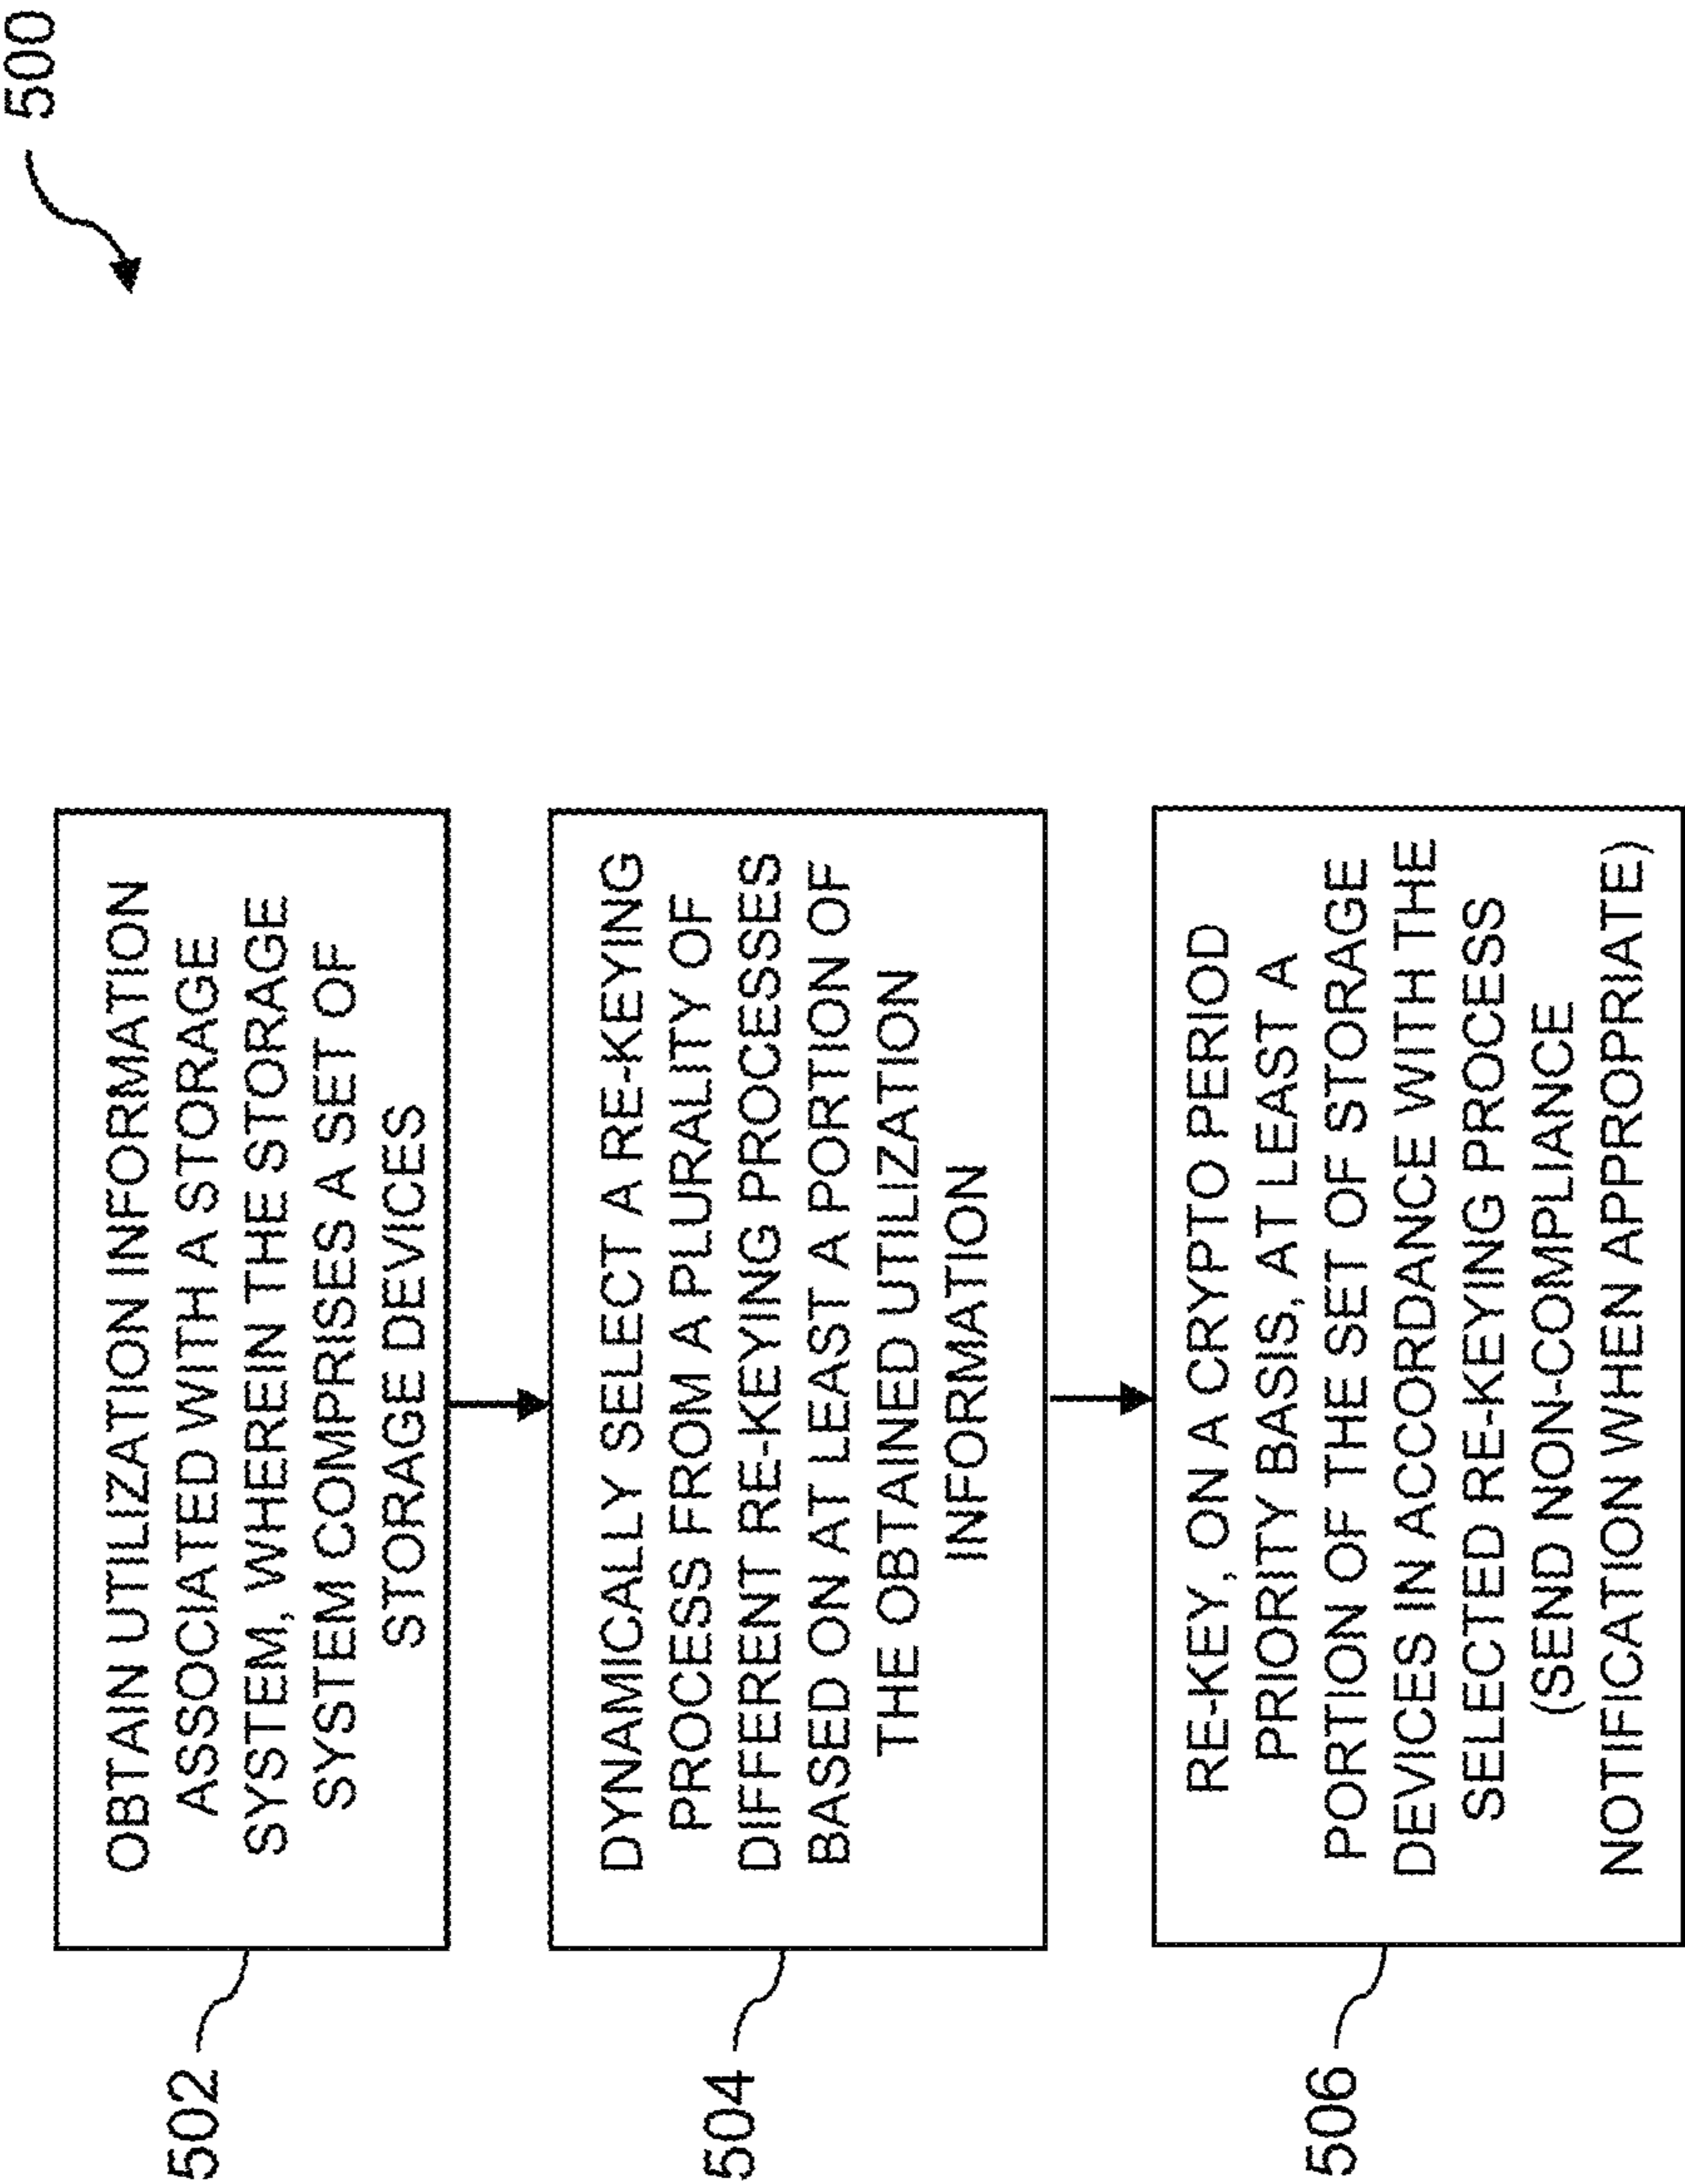 500
502
OBTAIN UTILIZATION INFORMATION
ASSOCIATED WITH A STORAGE
SYSTEM, WHEREIN THE STORAGE
SYSTEM COMPRISES A SET OF
STORAGE DEVICES
504
DYNAMICALLY SELECT A RE-KEYING
PROCESS FROM A PLURALITY OF
DIFFERENT RE-KEYING PROCESSES
BASED ON AT LEAST A PORTION OF
THE OBTAINED UTILIZATION
INFORMATION
506
RE-KEY, ON A CRYPTO PERIOD
PRIORITY BASIS, AT LEAST A
PORTION OF THE SET OF STORAGE
DEVICES IN ACCORDANCE WITH THE
SELECTED RE-KEYING PROCESS
(SEND NON-COMPLIANCE
NOTIFICATION WHEN APPROPRIATE)